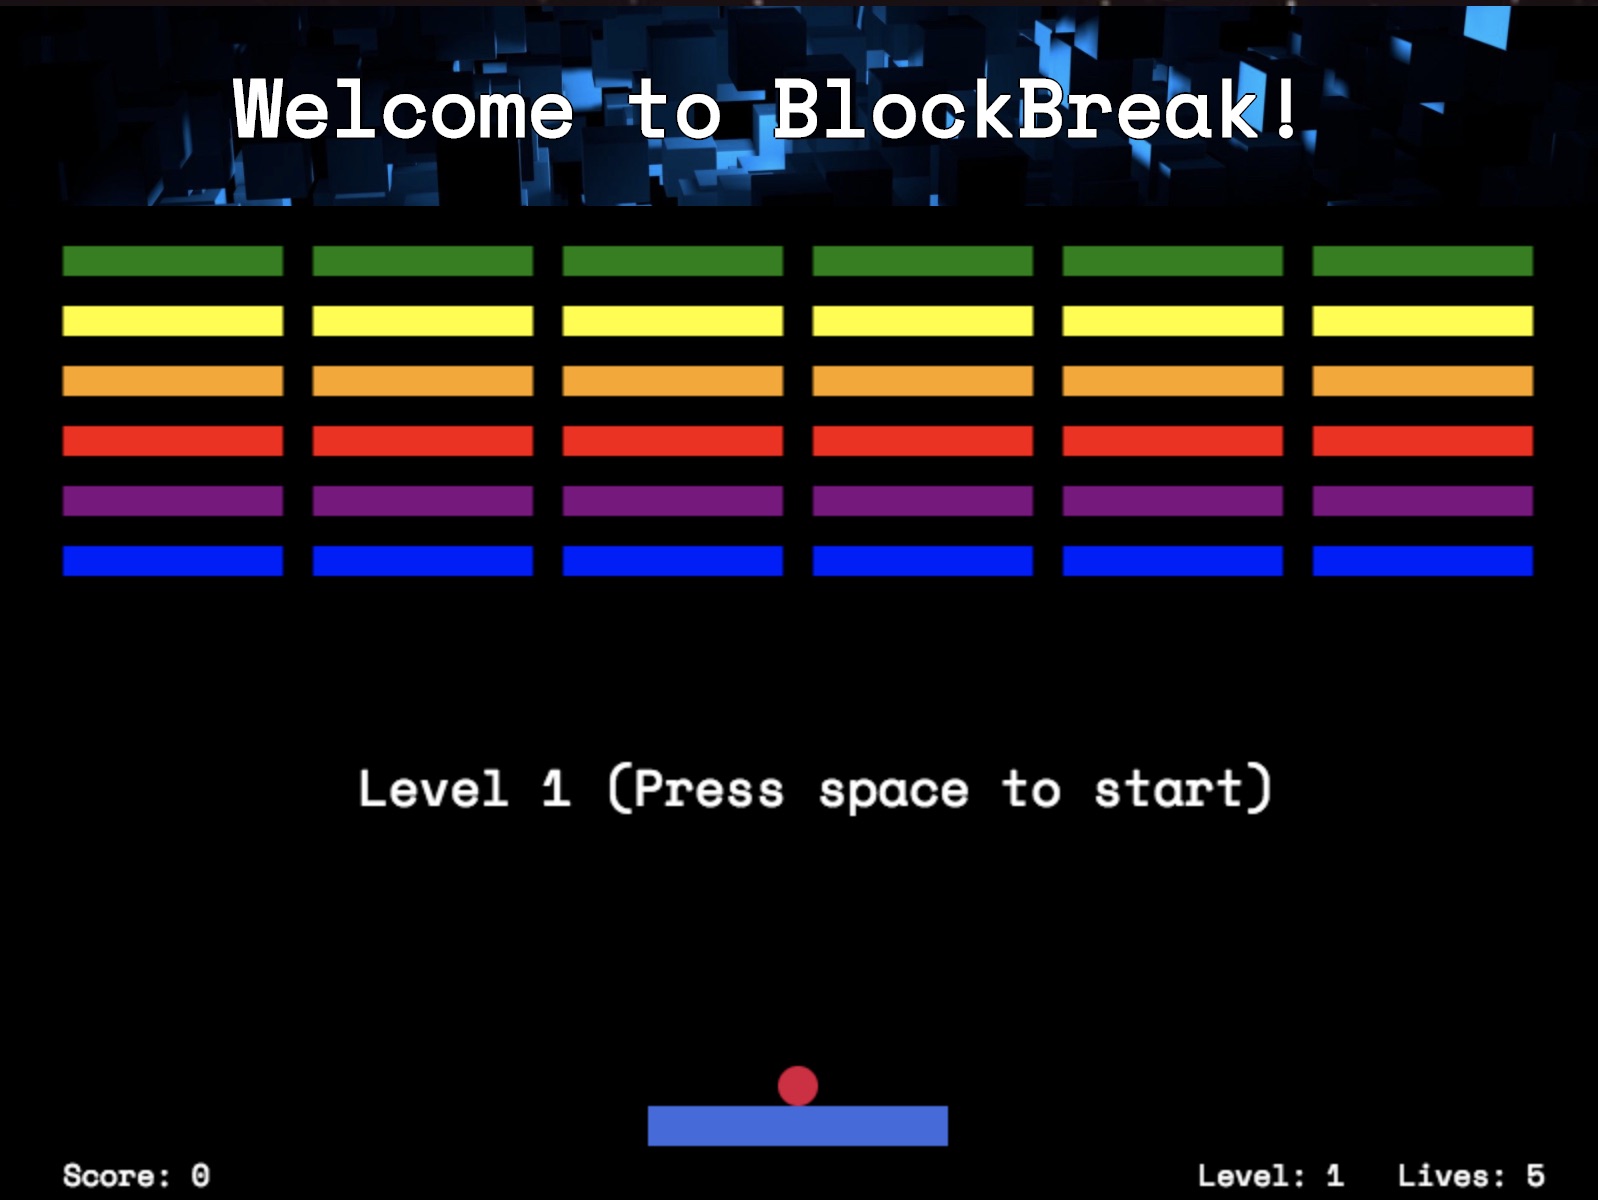 Welcome to BlockBreak!
Level 1 (Press space to start)
Score: 0 Level: 1 Lives: 5